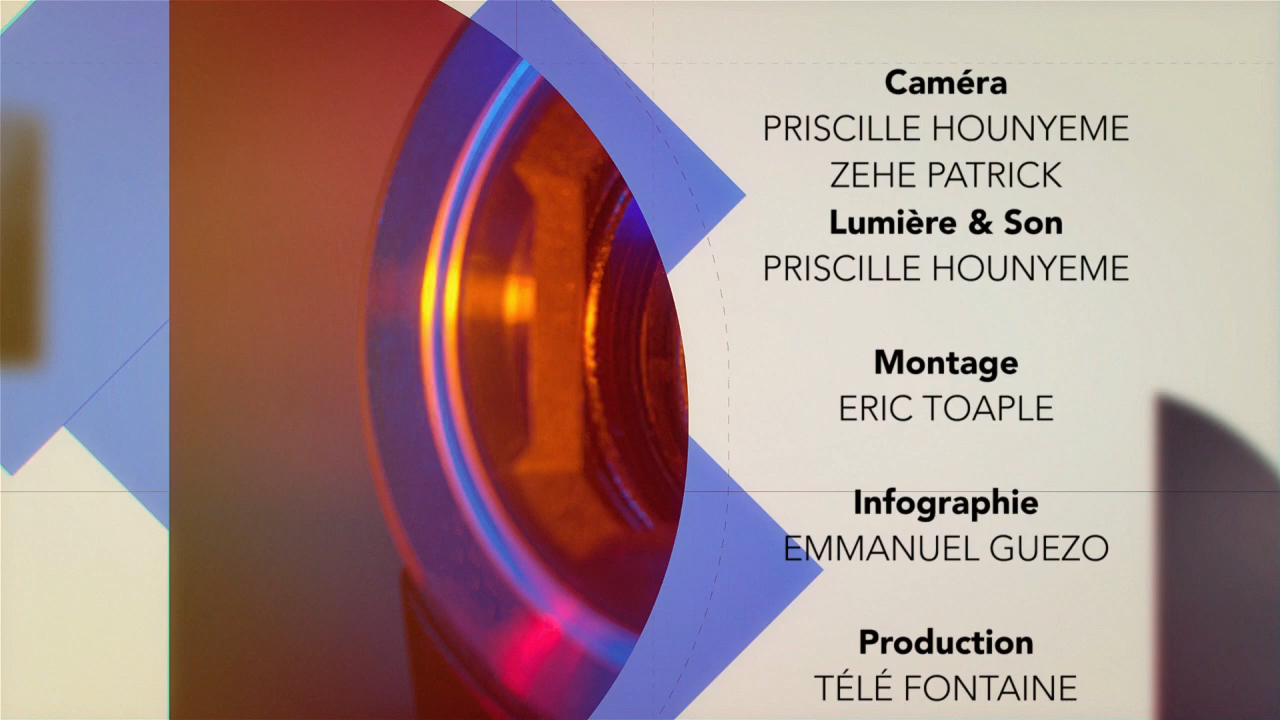 Caméra
PRISCILLE HOUNYEME
ZEHE PATRICK
Lumière & Son
PRISCILLE HOUNYEME
Montage
ERIC TOAPLE
Infographie
EMMANUEL GUEZO
Production
TÉLÉ FONTAINE